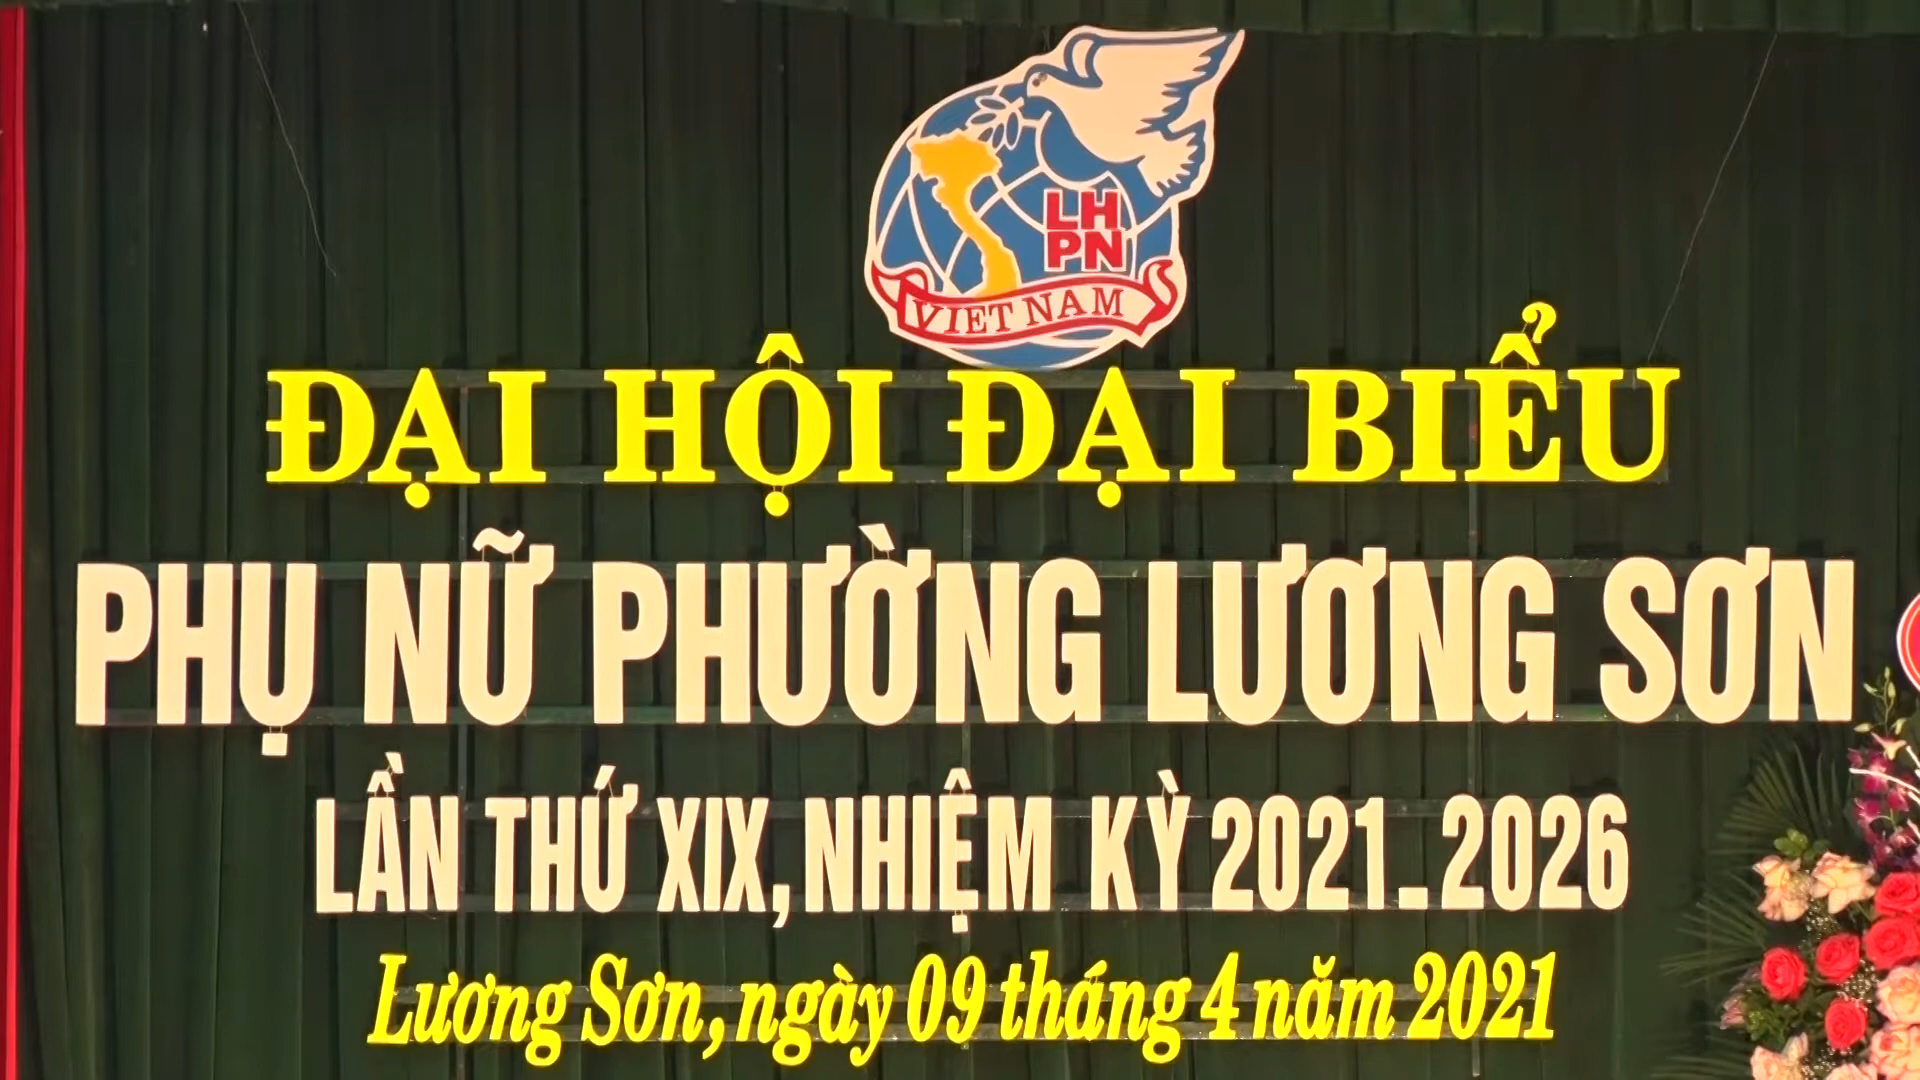 LH
PN
VIET NAM
ĐẠI HỘI ĐẠI BIỂU
PHỤ NỮ PHƯỜNG LƯƠNG SƠN
LẦN THỨ XIX, NHIỆM KỲ 2021-2026
Lương Sơn, ngày 09 tháng 4 năm 2021